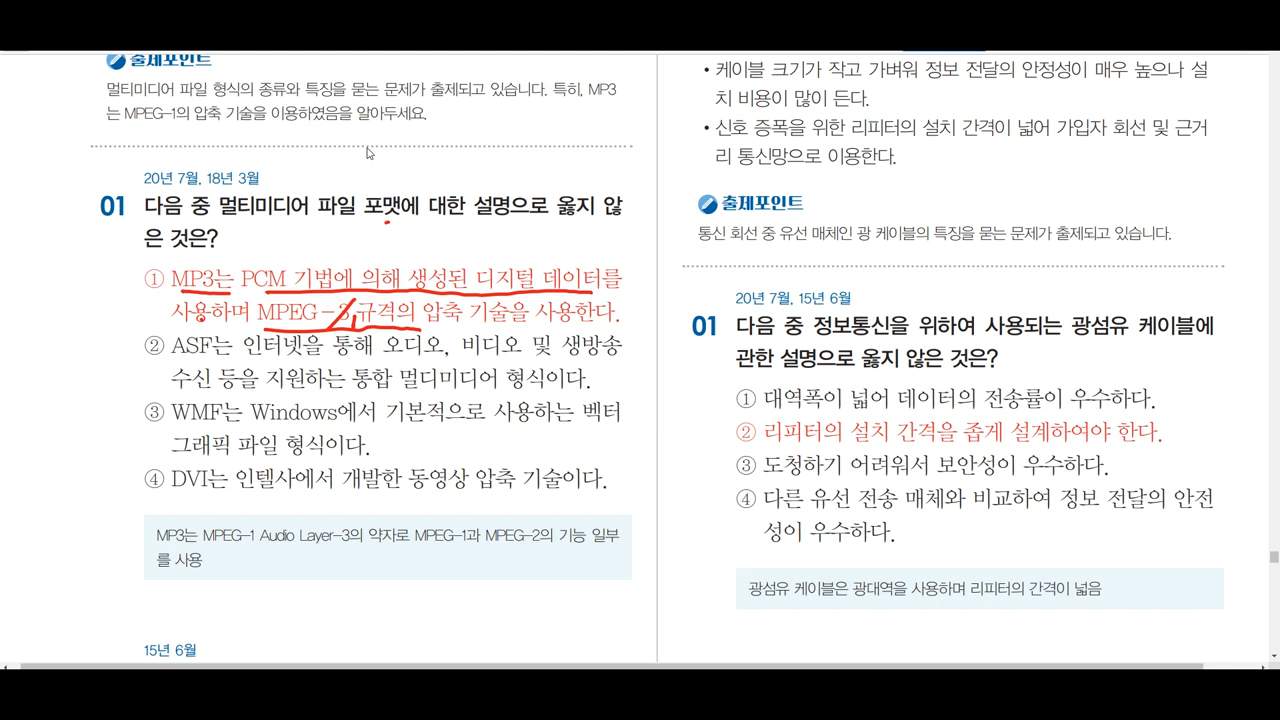 출제포인트
멀티미디어 파일 형식의 종류와 특징을 묻는 문제가 출제되고 있습니다. 특히, MP3
는 MPEG-1의 압축 기술을 이용하였음을 알아두세요.
20년 7월, 18년 3월
01 다음 중 멀티미디어 파일 포맷에 대한 설명으로 옳지 않
은 것은?
① MP3는 PCM 기법에 의해 생성된 디지털 데이터를
사용하며 MPEG-3 규격의 압축 기술을 사용한다.
② ASF는 인터넷을 통해 오디오, 비디오 및 생방송
수신 등을 지원하는 통합 멀디미디어 형식이다.
③ WMF는 Windows에서 기본적으로 사용하는 벡터
그래픽 파일 형식이다.
④ DVI는 인텔사에서 개발한 동영상 압축 기술이다.
MP3는 MPEG-1 Audio Layer-3의 약자로 MPEG-1과 MPEG-2의 기능 일부
를 사용
15년 6월
• 케이블 크기가 작고 가벼워 정보 전달의 안정성이 매우 높으나 설
치 비용이 많이 든다.
• 신호 증폭을 위한 리피터의 설치 간격이 넓어 가입자 회선 및 근거
리 통신망으로 이용한다.
출제포인트
통신 회선 중 유선 매체인 광 케이블의 특징을 묻는 문제가 출제되고 있습니다.
20년 7월, 15년 6월
01 다음 중 정보통신을 위하여 사용되는 광섬유 케이블에
관한 설명으로 옳지 않은 것은?
① 대역폭이 넓어 데이터의 전송률이 우수하다.
② 리피터의 설치 간격을 좁게 설계하여야 한다.
③ 도청하기 어려워서 보안성이 우수하다.
④ 다른 유선 전송 매체와 비교하여 정보 전달의 안전
성이 우수하다.
광섬유 케이블은 광대역을 사용하며 리피터의 간격이 넓음